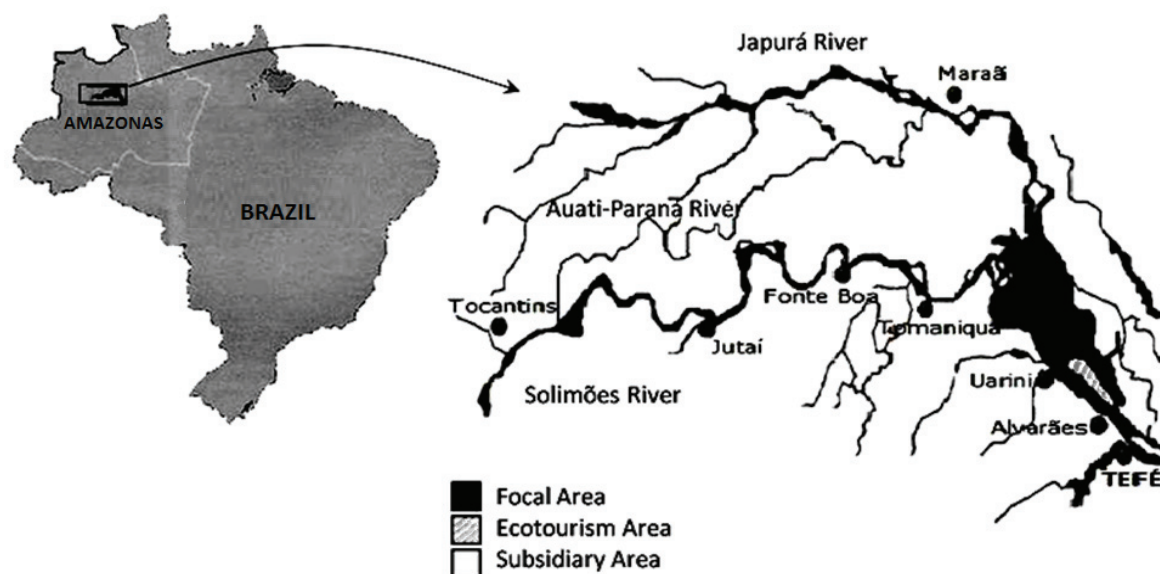 AMAZONAS
BRAZIL
Japurá River
Maraã
Auati-Paraná River
Tocantins
Fonte Boa
Tomaniquá
Jutaí
Uarini
Solimões River
Alvarães
TEFÉ
Focal Area
Ecotourism Area
Subsidiary Area